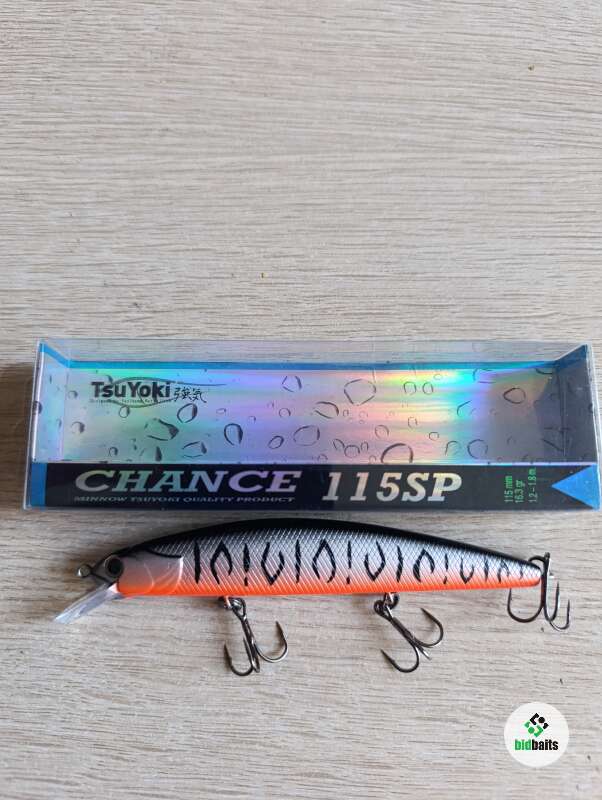 TsuYoki 強気
CHANCE 115SP
MINNOW TSUYOKI QUALITY PRODUCT
115 mm
16.3 gr
1.2-1.8 m
bidbaits